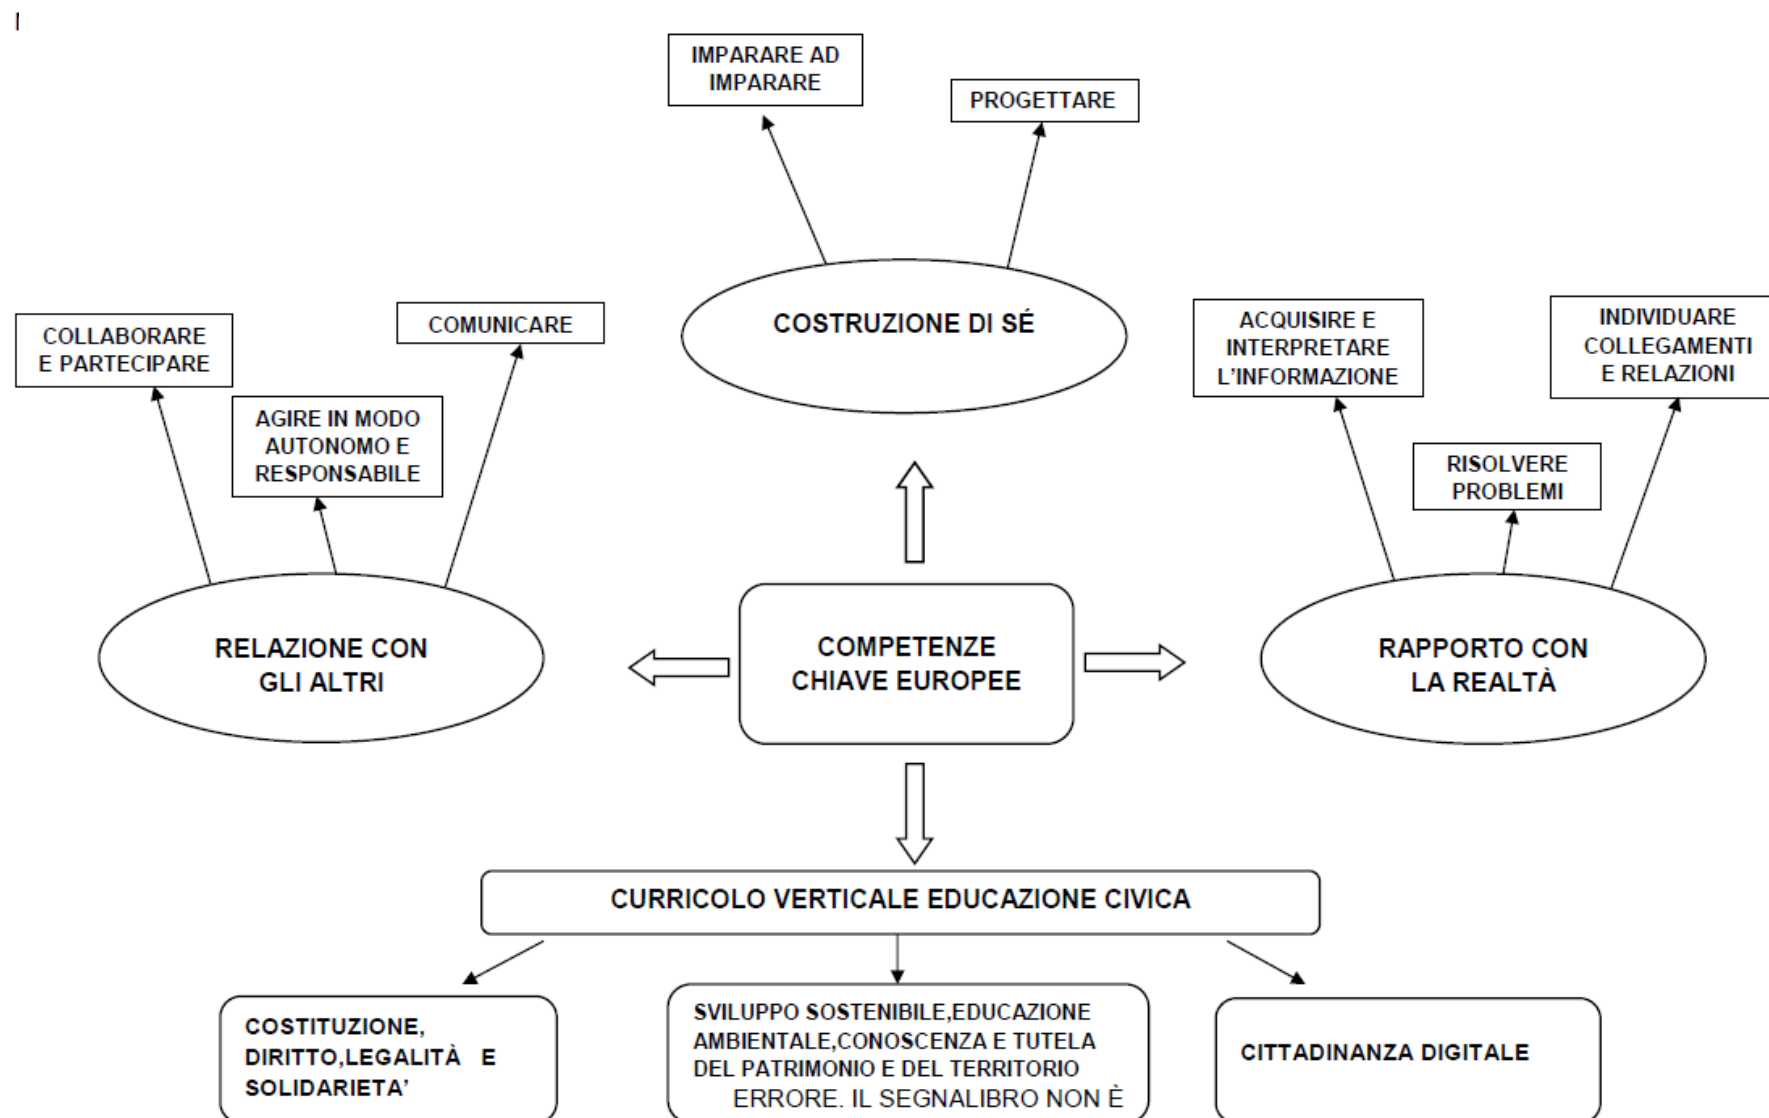 IMPARARE AD
IMPARARE
PROGETTARE
COSTRUZIONE DI SÉ
COLLABORARE
E PARTECIPARE
COMUNICARE
AGIRE IN MODO
AUTONOMO E
RESPONSABILE
ACQUISIRE E
INTERPRETARE
L'INFORMAZIONE
INDIVIDUARE
COLLEGAMENTI
E RELAZIONI
RISOLVERE
PROBLEMI
RELAZIONE CON
GLI ALTRI
COMPETENZE
CHIAVE EUROPEE
RAPPORTO CON
LA REALTÀ
CURRICOLO VERTICALE EDUCAZIONE CIVICA
COSTITUZIONE,
DIRITTO,LEGALITÀ E
SOLIDARIETA'
SVILUPPO SOSTENIBILE,EDUCAZIONE
AMBIENTALE,CONOSCENZA E TUTELA
DEL PATRIMONIO E DEL TERRITORIO
ERRORE. IL SEGNALIBRO NON È
CITTADINANZA DIGITALE